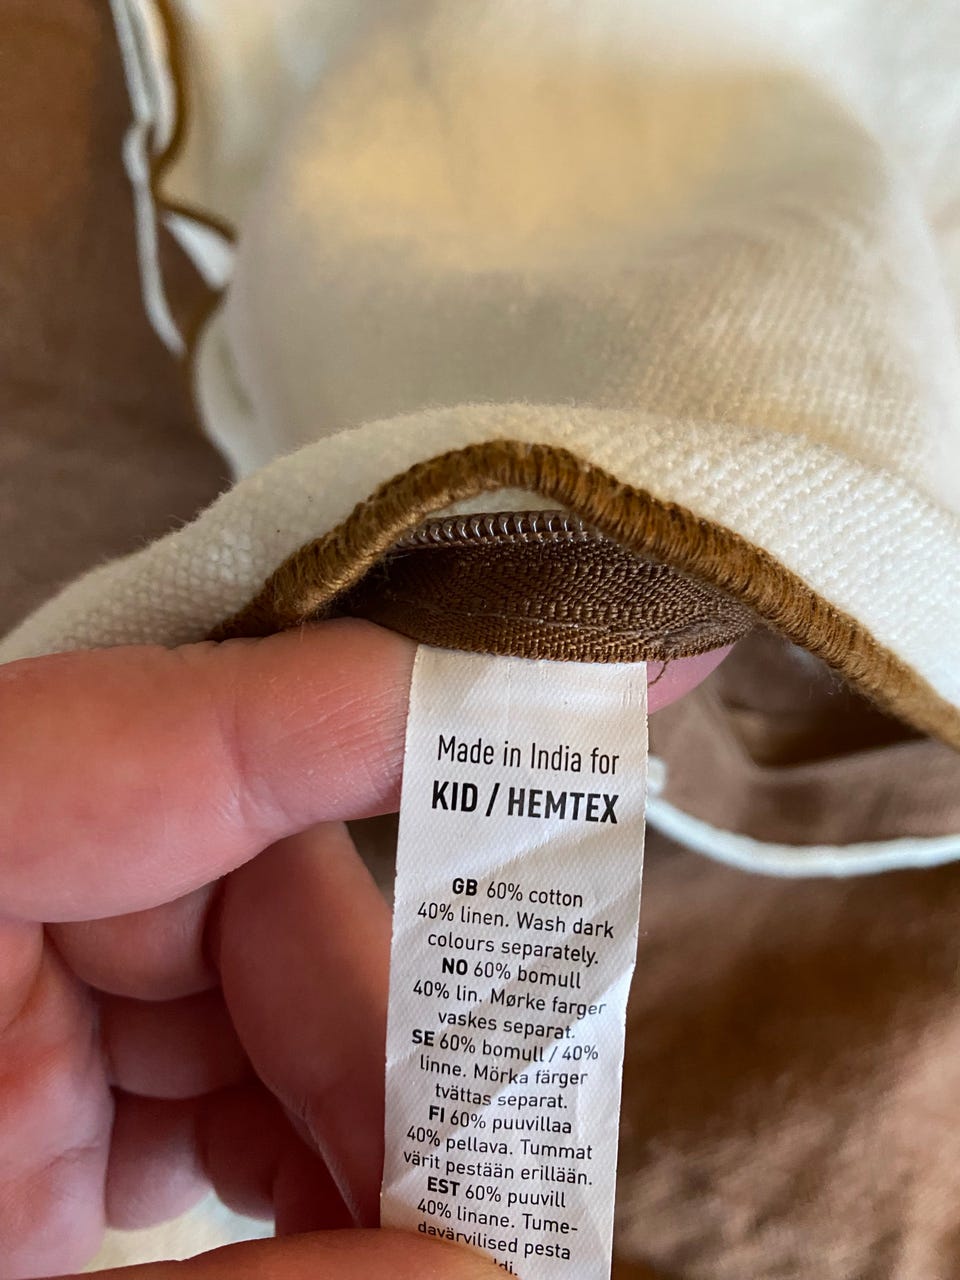 Made in India for
KID / HEMTEX
GB 60% cotton
40% linen. Wash dark
colours separately.
NO 60% bomull
40% lin. Mørke farger
vaskes separat.
SE 60% bomull / 40%
linne. Mörka färger
tvättas separat.
FI 60% puuvillaa
40% pellava. Tummat
värit pestään erillään.
EST 60% puuvill
40% linane. Tume-
davärvilised pesta